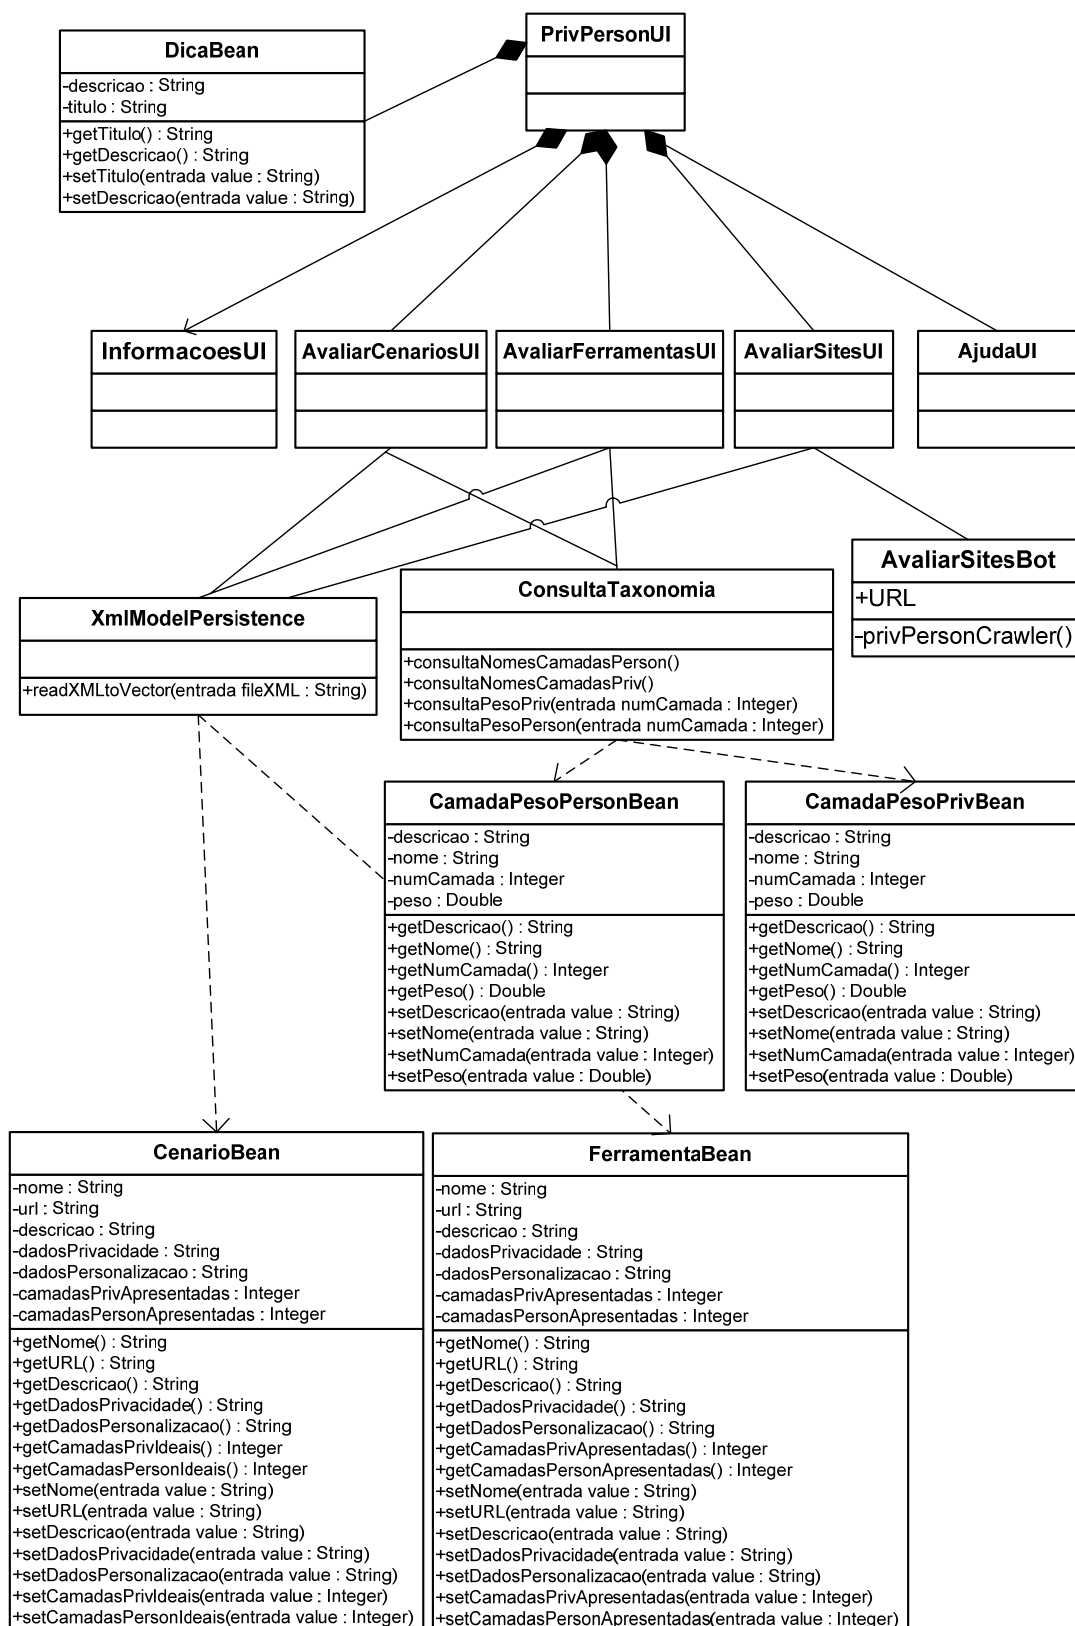 PrivPersonUI
DicaBean
-descricao : String
-titulo : String
+getTitulo() : String
+getDescricao() : String
+setTitulo(entrada value : String)
+setDescricao(entrada value : String)
InformacoesUI
AvaliarCenariosUI
AvaliarFerramentasUI
AvaliarSitesUI
AjudaUI
AvaliarSitesBot
+URL
-privPersonCrawler()
ConsultaTaxonomia
+consultaNomesCamadasPerson()
+consultaNomesCamadasPriv()
+consultaPesoPriv(entrada numCamada : Integer)
+consultaPesoPerson(entrada numCamada : Integer)
XmlModelPersistence
+readXMLtoVector(entrada fileXML : String)
CamadaPesoPersonBean
-descricao : String
-nome : String
-numCamada : Integer
-peso : Double
+getDescricao() : String
+getNome() : String
+getNumCamada() : Integer
+getPeso() : Double
+setDescricao(entrada value : String)
+setNome(entrada value : String)
+setNumCamada(entrada value : Integer)
+setPeso(entrada value : Double)
CamadaPesoPrivBean
-descricao : String
-nome : String
-numCamada : Integer
-peso : Double
+getDescricao() : String
+getNome() : String
+getNumCamada() : Integer
+getPeso() : Double
+setDescricao(entrada value : String)
+setNome(entrada value : String)
+setNumCamada(entrada value : Integer)
+setPeso(entrada value : Double)
CenarioBean
-nome : String
-url : String
-descricao : String
-dadosPrivacidade : String
-dadosPersonalizacao : String
-camadasPrivApresentadas : Integer
-camadasPersonApresentadas : Integer
+getNome() : String
+getURL() : String
+getDescricao() : String
+getDadosPrivacidade() : String
+getDadosPersonalizacao() : String
+getCamadasPrivIdeais() : Integer
+getCamadasPersonIdeais() : Integer
+setNome(entrada value : String)
+setURL(entrada value : String)
+setDescricao(entrada value : String)
+setDadosPrivacidade(entrada value : String)
+setDadosPersonalizacao(entrada value : String)
+setCamadasPrivIdeais(entrada value : Integer)
+setCamadasPersonIdeais(entrada value : Integer)
FerramentaBean
-nome : String
-url : String
-descricao : String
-dadosPrivacidade : String
-dadosPersonalizacao : String
-camadasPrivApresentadas : Integer
-camadasPersonApresentadas : Integer
+getNome() : String
+getURL() : String
+getDescricao() : String
+getDadosPrivacidade() : String
+getDadosPersonalizacao() : String
+getCamadasPrivApresentadas() : Integer
+getCamadasPersonApresentadas() : Integer
+setNome(entrada value : String)
+setURL(entrada value : String)
+setDescricao(entrada value : String)
+setDadosPrivacidade(entrada value : String)
+setDadosPersonalizacao(entrada value : String)
+setCamadasPrivApresentadas(entrada value : Integer)
+setCamadasPersonApresentadas(entrada value : Integer)